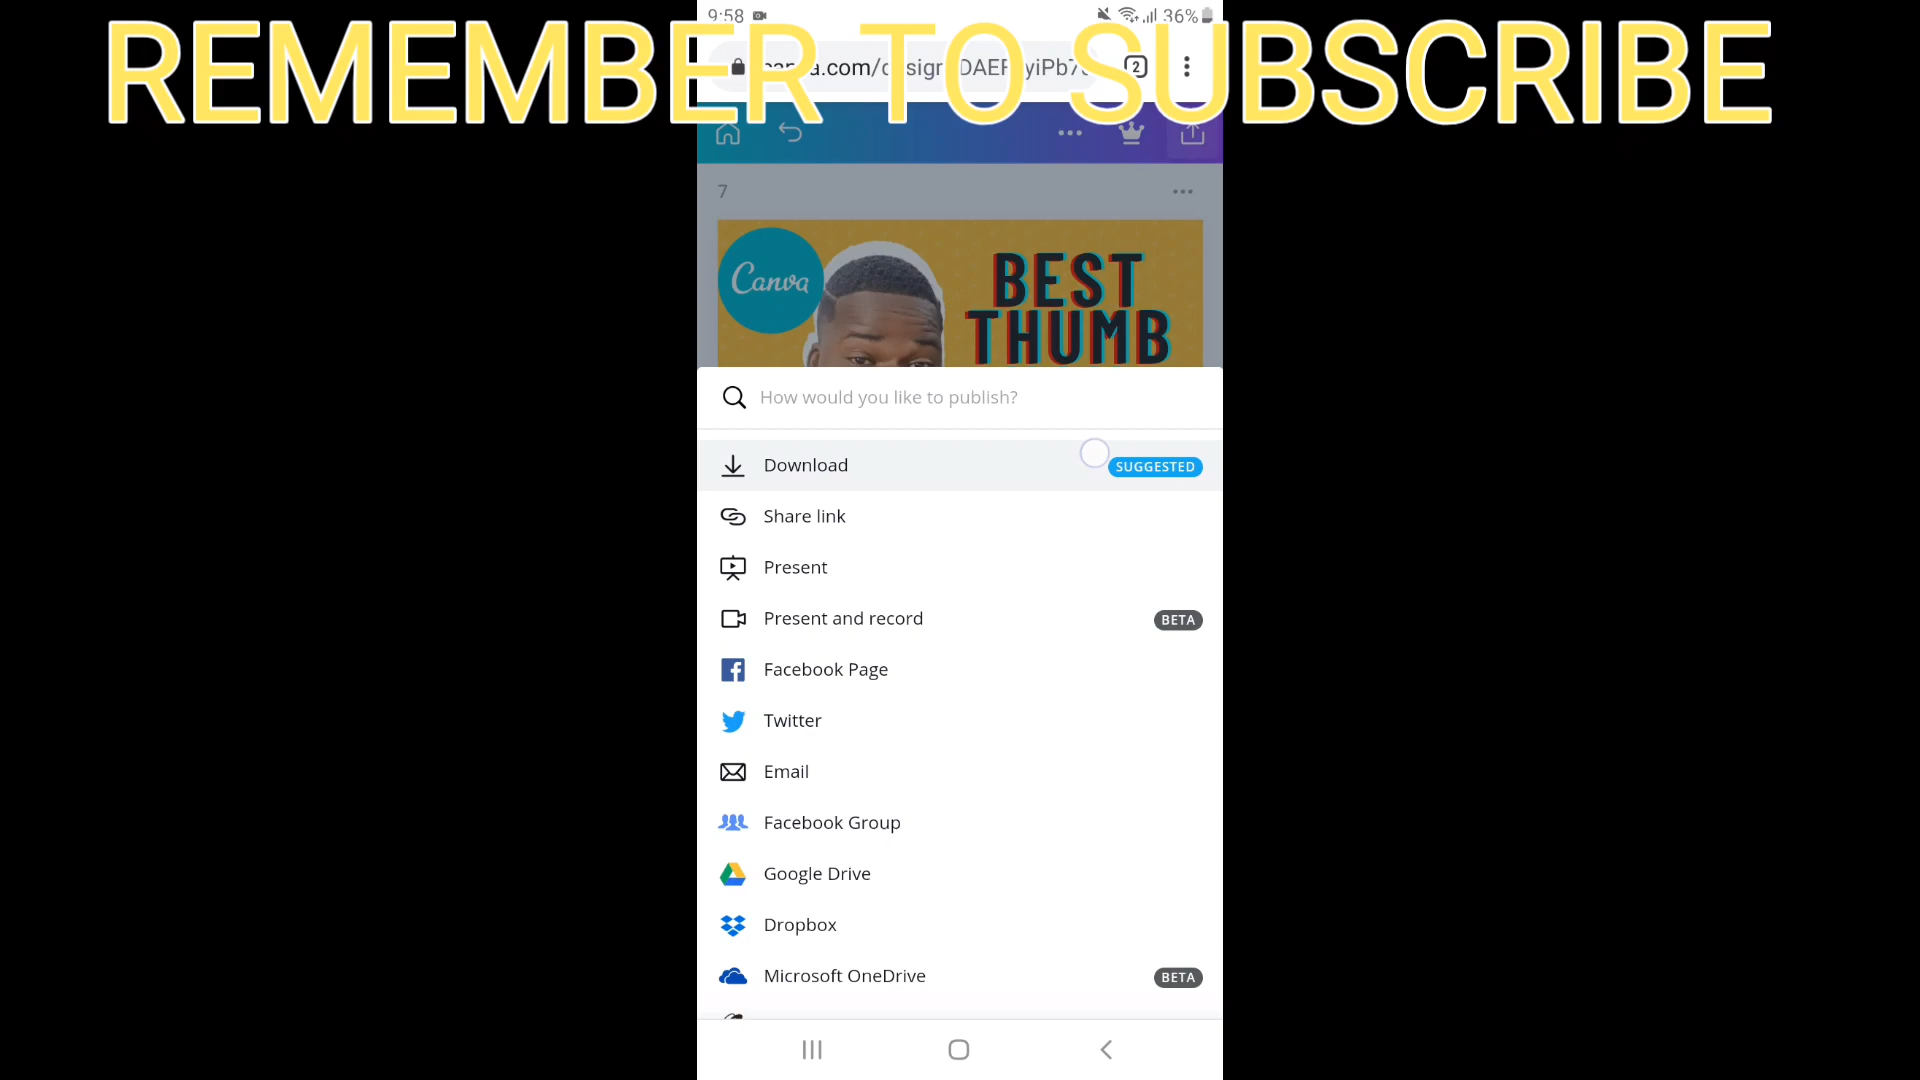 9:58
36%
REMEMBER TO SUBSCRIBE
2
7
Canva
BEST
THUMB
How would you like to publish?
Download
SUGGESTED
Share link
Present
Present and record
BETA
Facebook Page
Twitter
Email
Facebook Group
Google Drive
Dropbox
Microsoft OneDrive
BETA